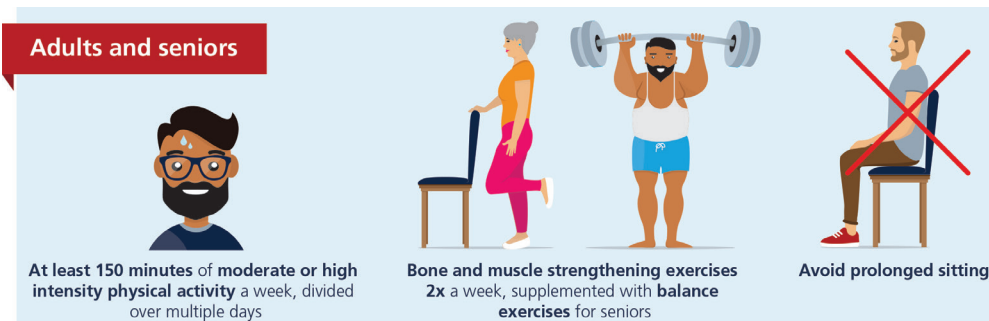 Adults and seniors
At least 150 minutes of moderate or high
intensity physical activity a week, divided
over multiple days
Bone and muscle strengthening exercises
2x a week, supplemented with balance
exercises for seniors
Avoid prolonged sitting